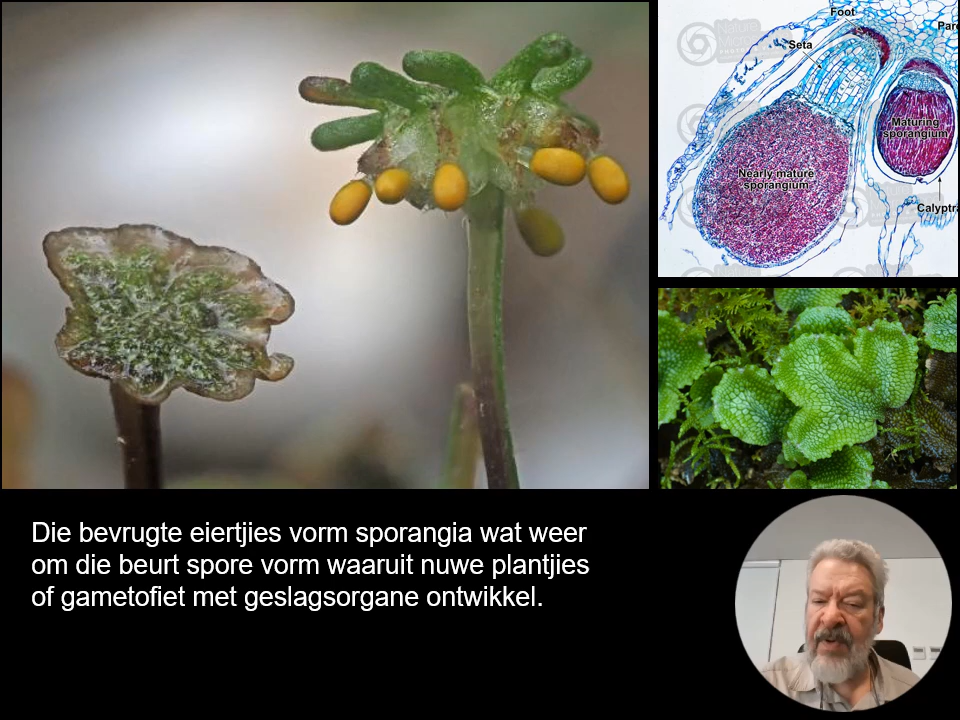 Foot
Seta
Maturing
sporangium
Nearly mature
sporangium
Die bevrugte eiertjies vorm sporangia wat weer
om die beurt spore vorm waaruit nuwe plantjies
of gametofiet met geslagsorgane ontwikkel.